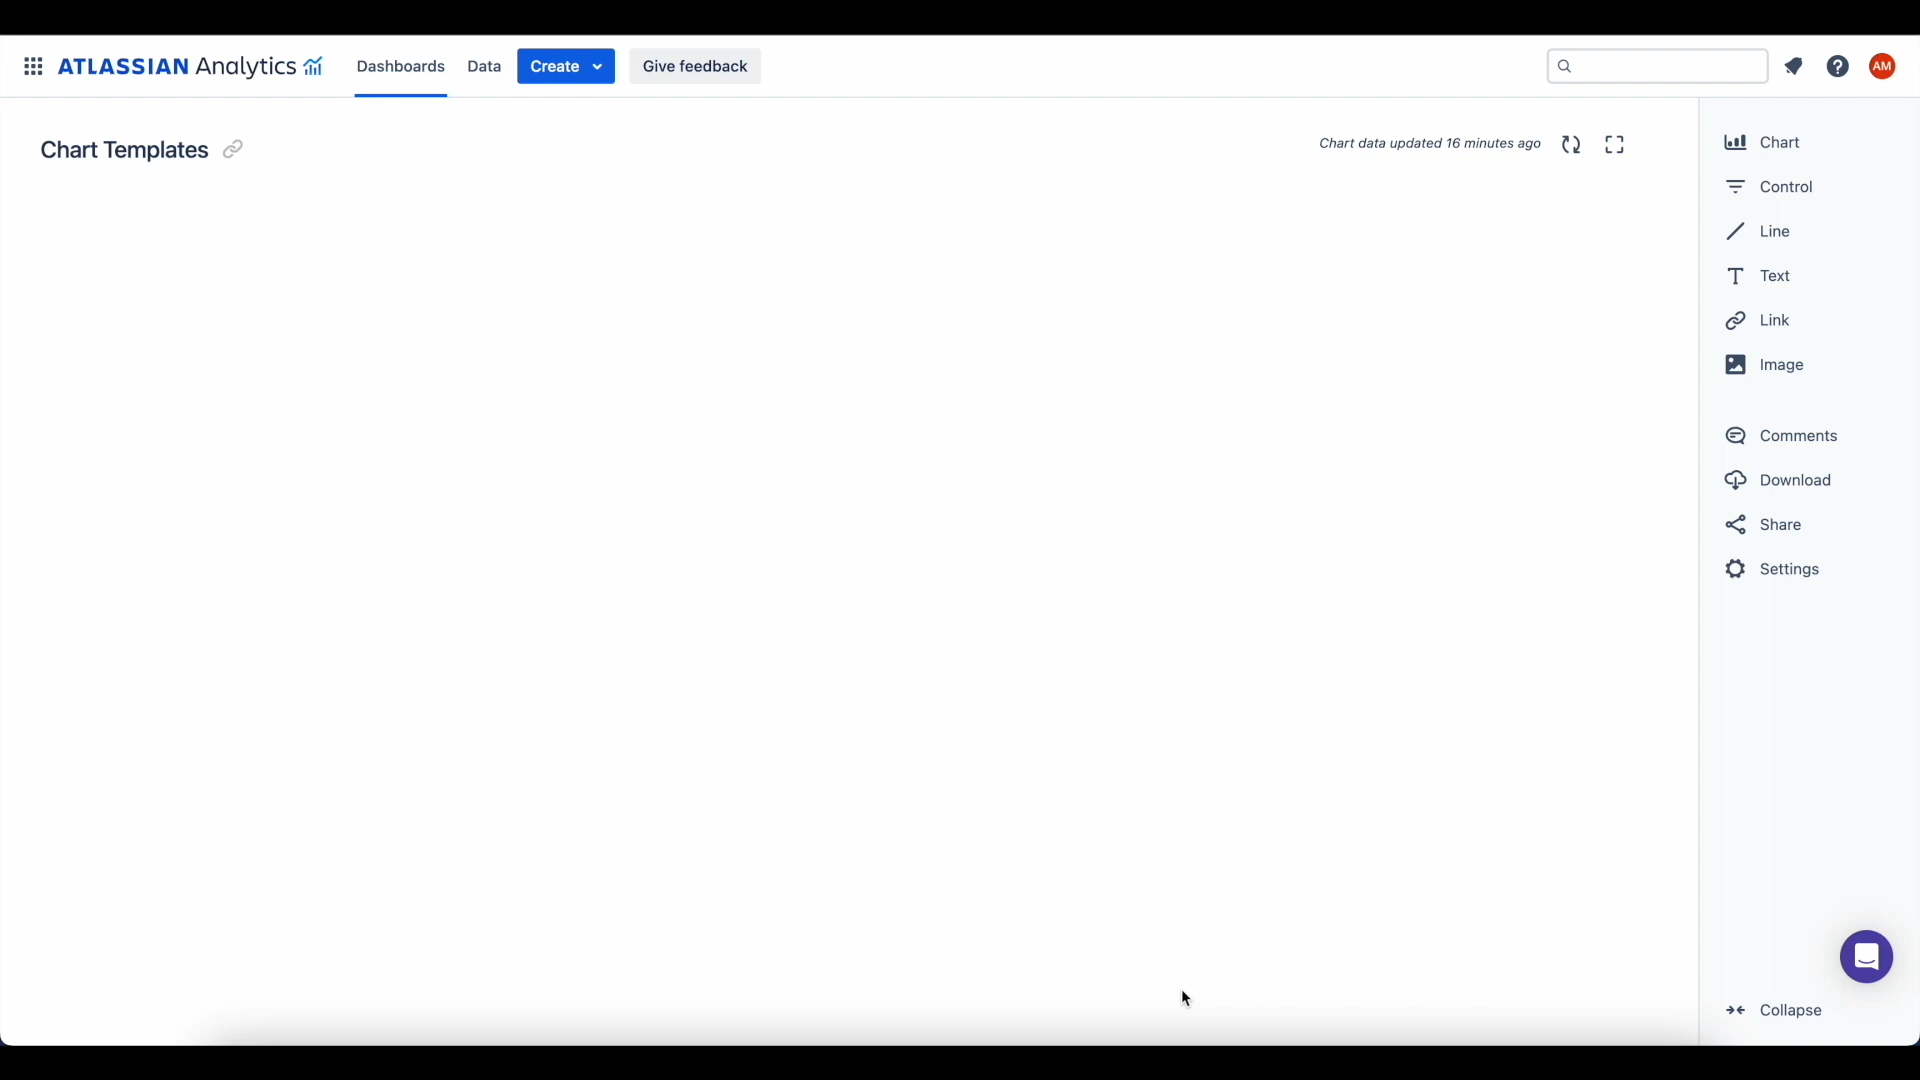 ATLASSIAN Analytics
Dashboards
Data
Create
Give feedback
AM
Chart Templates
Chart data updated 16 minutes ago
Chart
Control
Line
Text
Link
Image
Comments
Download
Share
Settings
Collapse